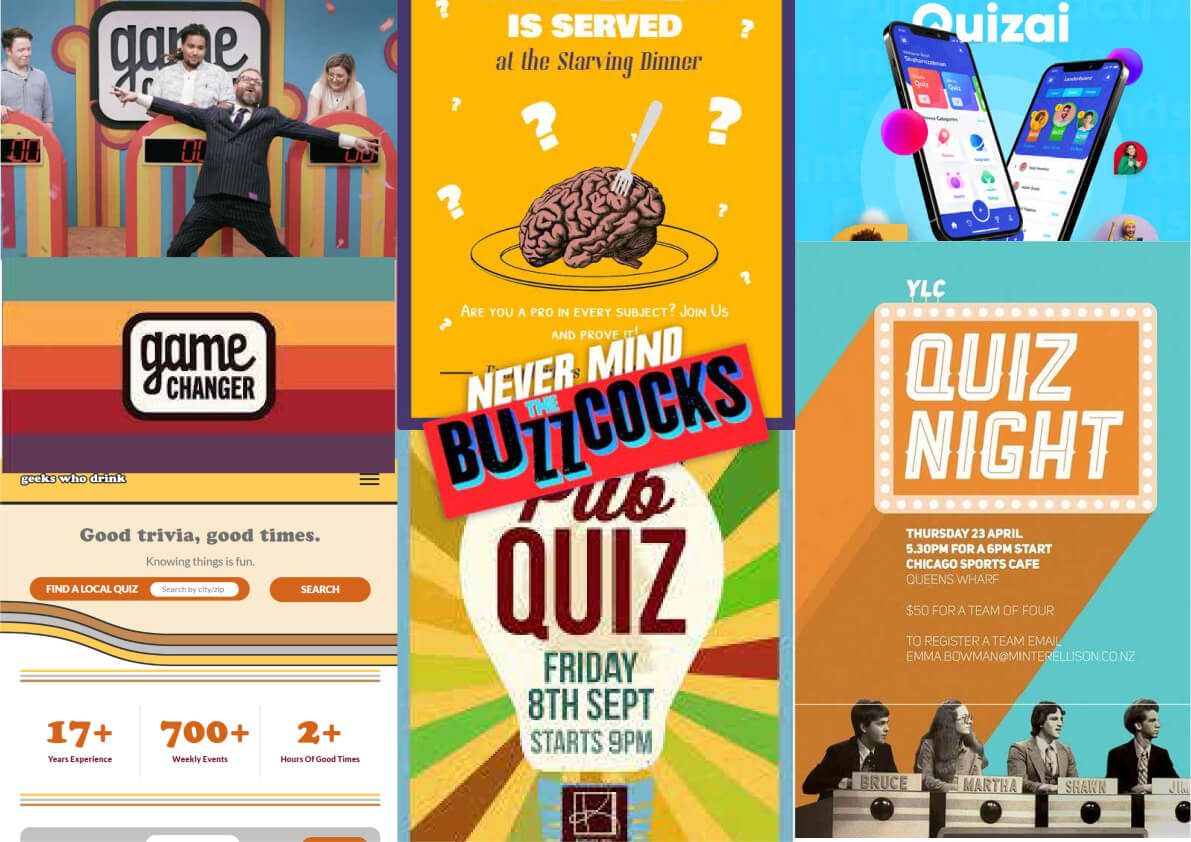 game
00
00
game
CHANGER
geeks who drink
Good trivia, good times.
Knowing things is fun.
FIND A LOCAL QUIZ
Search by city/zip
SEARCH
17+
Years Experience
700+
Weekly Events
2+
Hours Of Good Times
IS SERVED
at the Starving Dinner
ARE YOU A PRO IN EVERY SUBJECT? JOIN US
AND PROVE IT!
NEVER MIND
THE
BUZZCOCKS
Pub
QUIZ
FRIDAY
8TH SEPT
STARTS 9PM
Quizai
Leaderboard
YLC
QUIZ
NIGHT
THURSDAY 23 APRIL
5.30PM FOR A 6PM START
CHICAGO SPORTS CAFE
QUEENS WHARF
$50 FOR A TEAM OF FOUR
TO REGISTER A TEAM EMAIL
EMMA.BOWMAN@MINTERELLISON.CO.NZ
BRUCE
MARTHA
SHAWN
JIM